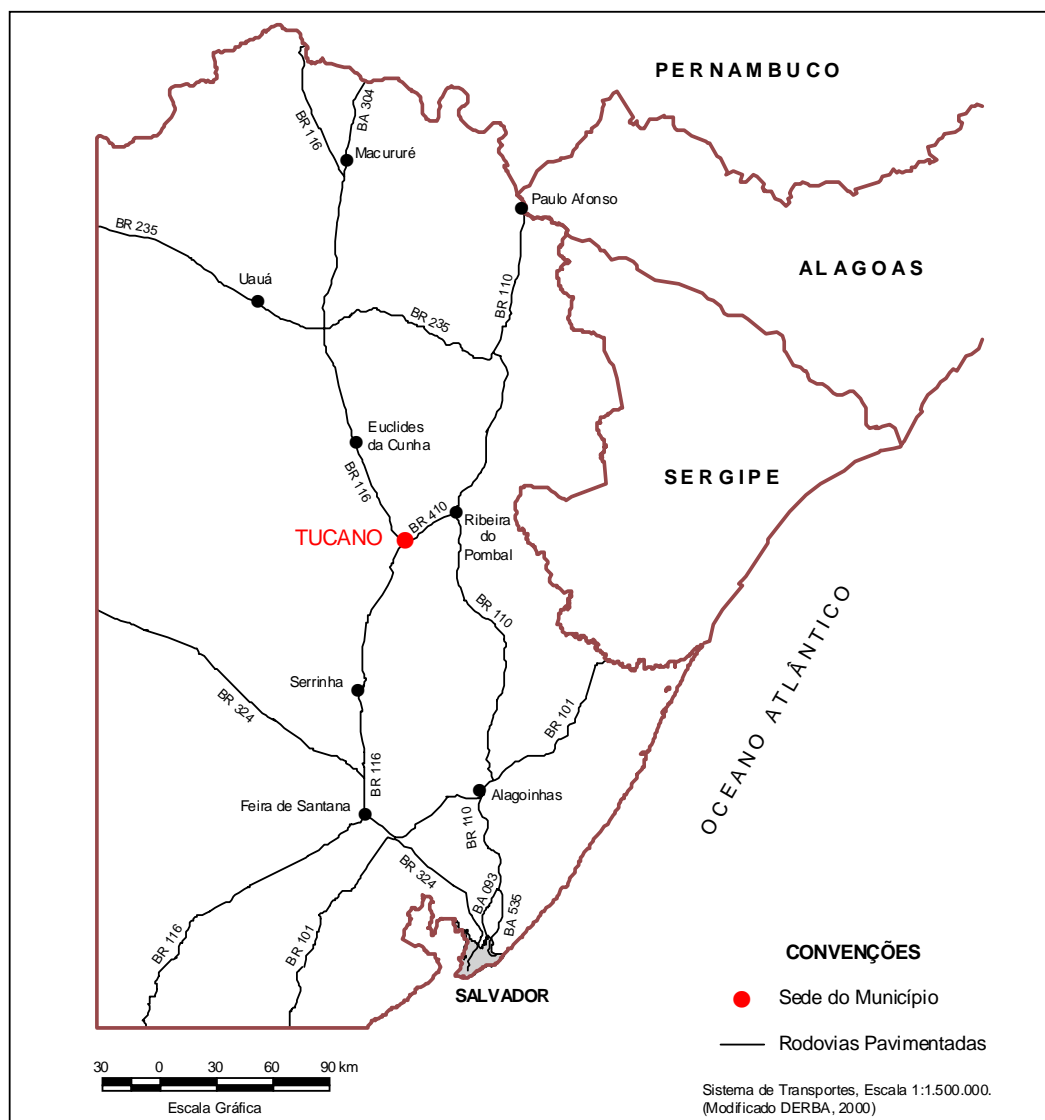 PERNAMBUCO
BA 304
BR 116
Macururé
Paulo Afonso
BR 235
ALAGOAS
Uauá
BR 110
BR 235
Euclides
da Cunha
BR 116
SERGIPE
BR 410
TUCANO
Ribeira
do
Pombal
BR 110
OCEANO ATLÂNTICO
Serrinha
BR 324
BR 101
BR 116
Feira de Santana
Alagoinhas
BR 110
BR 324
BA 093
BA 535
BR 116
BR 101
SALVADOR
CONVENÇÕES
Sede do Município
Rodovias Pavimentadas
30 0 30 60 90 km
Escala Gráfica
Sistema de Transportes, Escala 1:1.500.000.
(Modificado DERBA, 2000)